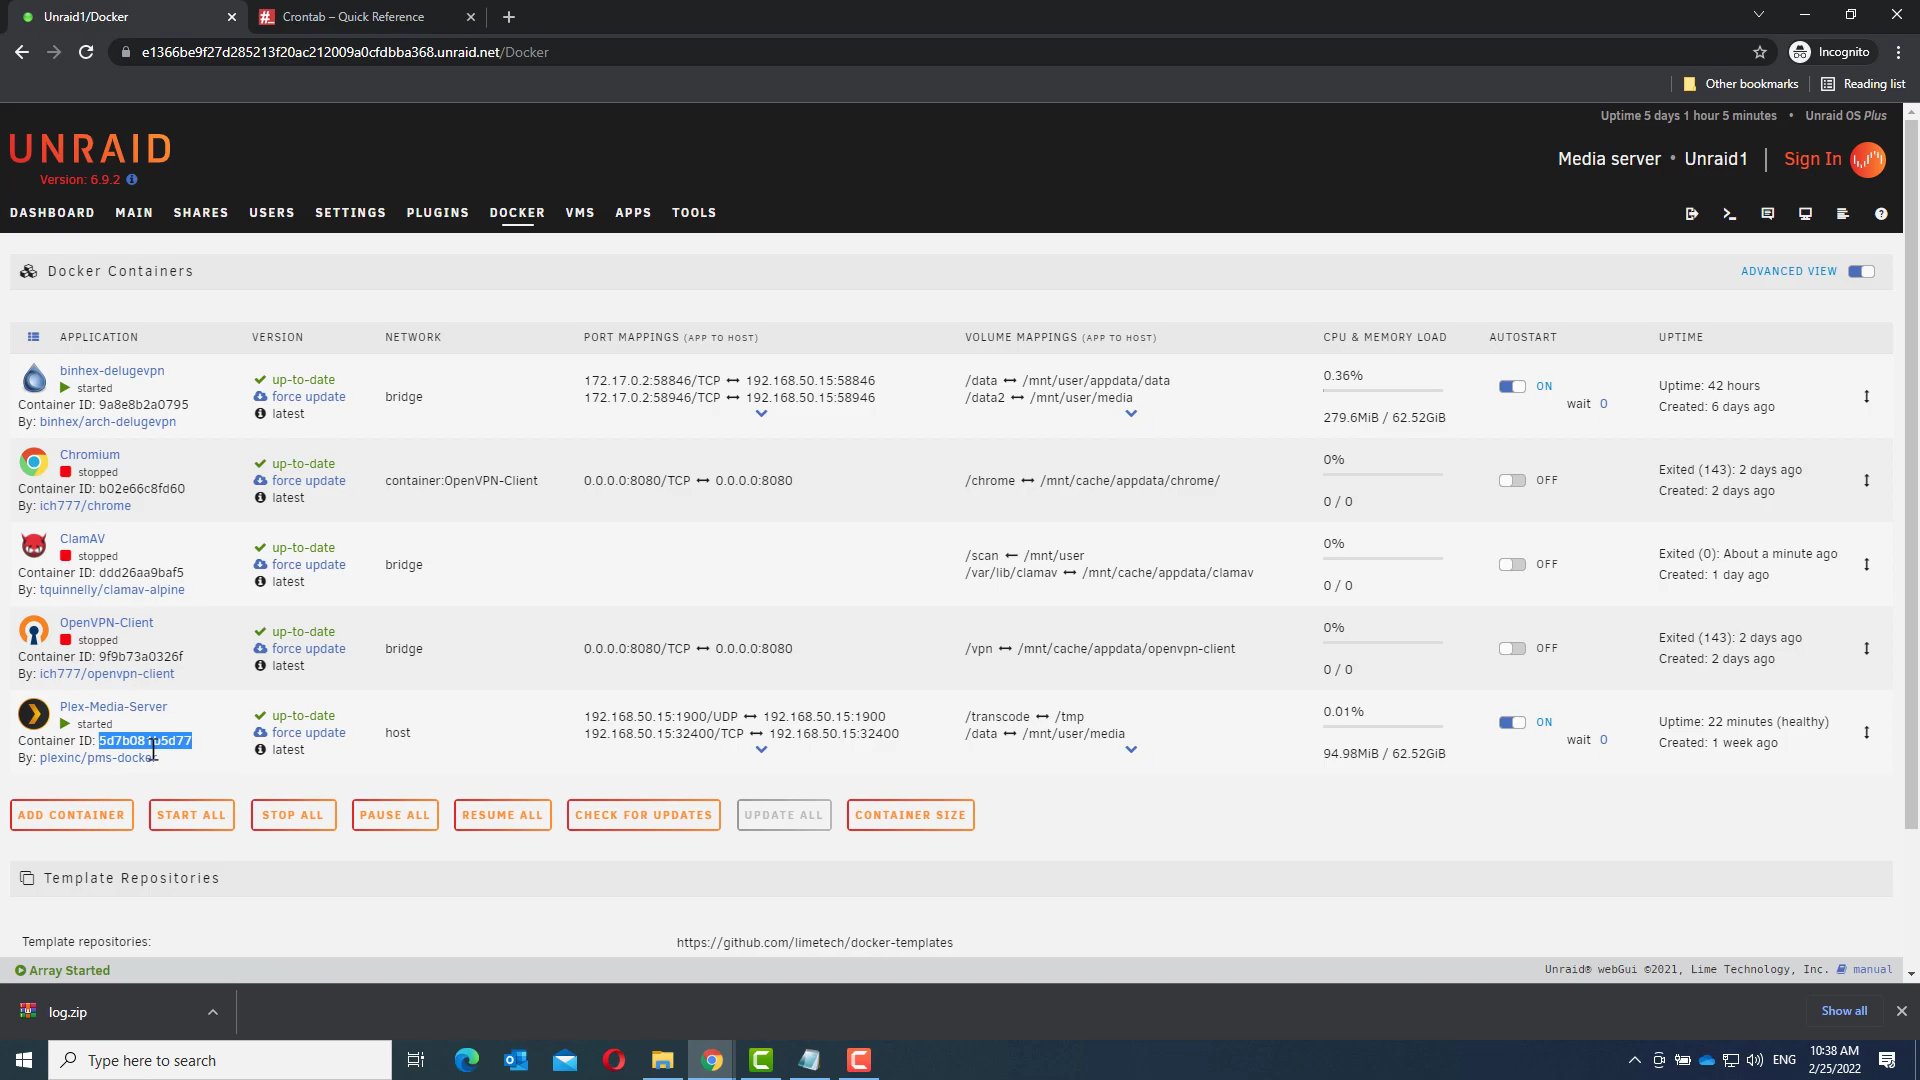 Unraid1/Docker
Crontab – Quick Reference
e1366be9f27d285213f20ac212009a0cfdbba368.unraid.net/Docker
Incognito
Other bookmarks
Reading list
Uptime 5 days 1 hour 5 minutes • Unraid OS Plus
UNRAID
Version: 6.9.2
Media server • Unraid1 | Sign In
DASHBOARD MAIN SHARES USERS SETTINGS PLUGINS DOCKER VMS APPS TOOLS
Docker Containers
ADVANCED VIEW
APPLICATION VERSION NETWORK PORT MAPPINGS (APP TO HOST) VOLUME MAPPINGS (APP TO HOST) CPU & MEMORY LOAD AUTOSTART UPTIME
binhex-delugevpn
started
Container ID: 9a8e8b2a0795
By: binhex/arch-delugevpn
up-to-date
force update
latest
bridge
172.17.0.2:58846/TCP ↔ 192.168.50.15:58846
172.17.0.2:58946/TCP ↔ 192.168.50.15:58946
/data ↔ /mnt/user/appdata/data
/data2 ↔ /mnt/user/media
0.36%
279.6MiB / 62.52GiB
ON
wait 0
Uptime: 42 hours
Created: 6 days ago
Chromium
stopped
Container ID: b02e66c8fd60
By: ich777/chrome
up-to-date
force update
latest
container:OpenVPN-Client
0.0.0.0:8080/TCP ↔ 0.0.0.0:8080
/chrome ↔ /mnt/cache/appdata/chrome/
0%
0 / 0
OFF
Exited (143): 2 days ago
Created: 2 days ago
ClamAV
stopped
Container ID: ddd26aa9baf5
By: tquinnelly/clamav-alpine
up-to-date
force update
latest
bridge
/scan ← /mnt/user
/var/lib/clamav ↔ /mnt/cache/appdata/clamav
0%
0 / 0
OFF
Exited (0): About a minute ago
Created: 1 day ago
OpenVPN-Client
stopped
Container ID: 9f9b73a0326f
By: ich777/openvpn-client
up-to-date
force update
latest
bridge
0.0.0.0:8080/TCP ↔ 0.0.0.0:8080
/vpn ↔ /mnt/cache/appdata/openvpn-client
0%
0 / 0
OFF
Exited (143): 2 days ago
Created: 2 days ago
Plex-Media-Server
started
Container ID:
By: plexinc/pms-docker
up-to-date
force update
latest
host
192.168.50.15:1900/UDP ↔ 192.168.50.15:1900
192.168.50.15:32400/TCP ↔ 192.168.50.15:32400
/transcode ↔ /tmp
/data ↔ /mnt/user/media
0.01%
94.98MiB / 62.52GiB
ON
wait 0
Uptime: 22 minutes (healthy)
Created: 1 week ago
ADD CONTAINER START ALL STOP ALL PAUSE ALL RESUME ALL CHECK FOR UPDATES UPDATE ALL CONTAINER SIZE
Template Repositories
Template repositories:
https://github.com/limetech/docker-templates
Array Started
Unraid® webGui ©2021, Lime Technology, Inc. manual
log.zip
Show all
Type here to search
ENG
10:38 AM
2/25/2022